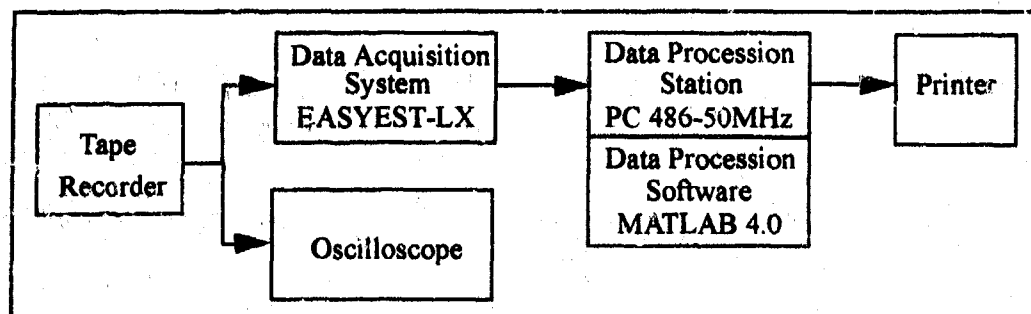 Tape
Recorder
Data Acquisition
System
EASYEST-LX
Oscilloscope
Data Procession
Station
PC 486-50MHz
Data Procession
Software
MATLAB 4.0
Printer